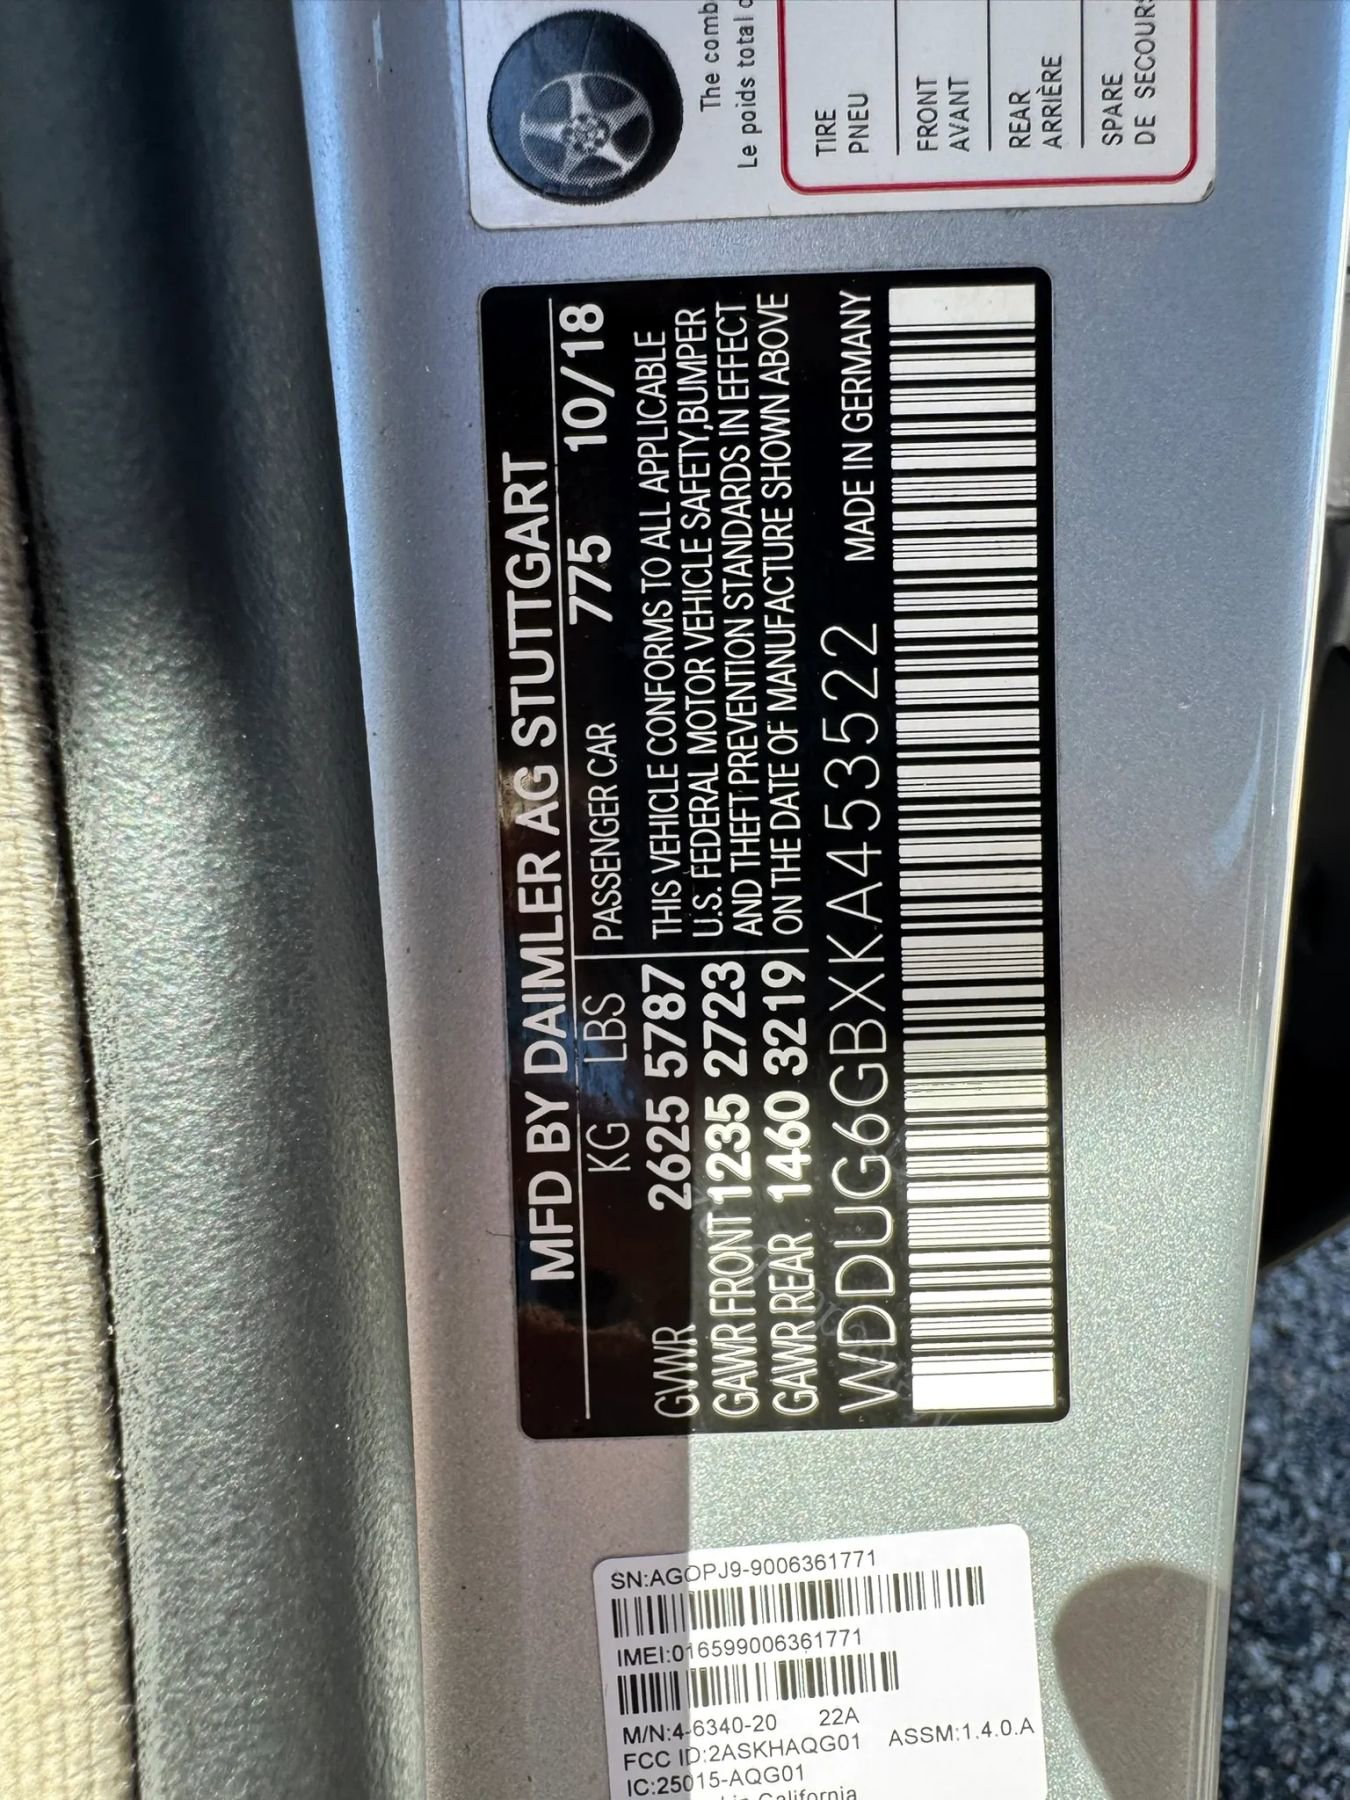 MFD BY DAIMLER AG STUTTGART
KG LBS PASSENGER CAR 775 10/18
GVWR 2625 5787
GAWR FRONT 1235 2723
GAWR REAR 1460 3219
THIS VEHICLE CONFORMS TO ALL APPLICABLE
U.S. FEDERAL MOTOR VEHICLE SAFETY,BUMPER
AND THEFT PREVENTION STANDARDS IN EFFECT
ON THE DATE OF MANUFACTURE SHOWN ABOVE
WDDUG6GBXKA453522 MADE IN GERMANY
SN:AGOPJ9-9006361771
IMEI:016599006361771
M/N:4-6340-20 22A
FCC ID:2ASKHAQG01 ASSM:1.4.0.A
IC:25015-AQG01
in California
The comb
Le poids total c
TIRE
PNEU
FRONT
AVANT
REAR
ARRIÈRE
SPARE
DE SECOURS